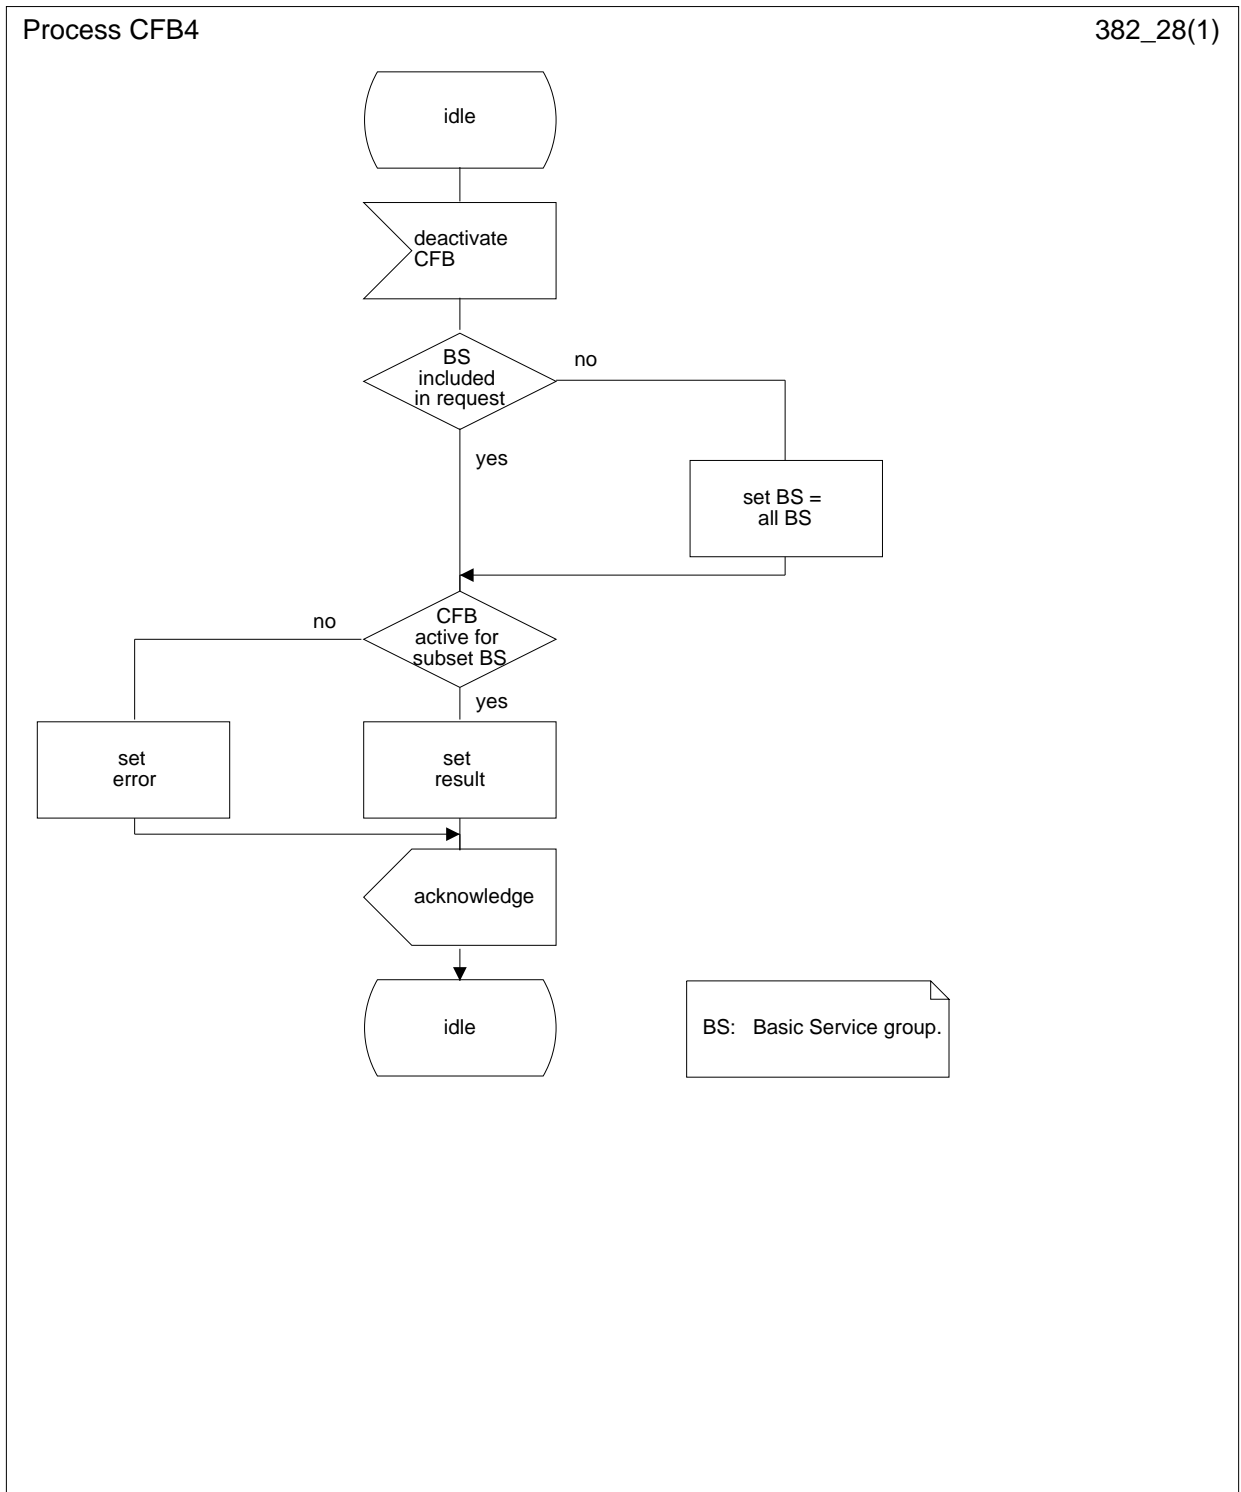 Process CFB4
382_28(1)
idle
deactivate
CFB
BS
included
in request
no
yes
set BS =
all BS
CFB
active for
subset BS
no
yes
set
error
set
result
acknowledge
idle
BS: Basic Service group.